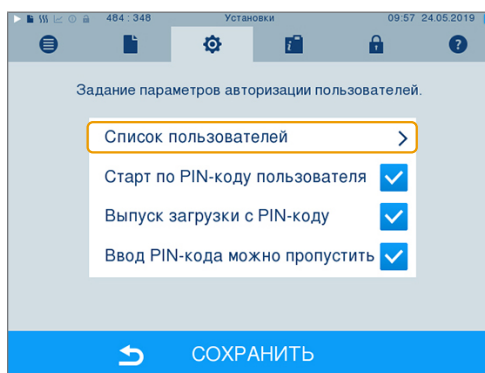 484 : 348 Установки 09:57 24.05.2019
Задание параметров авторизации пользователей.
Список пользователей
Старт по PIN-коду пользователя
Выпуск загрузки с PIN-коду
Ввод PIN-кода можно пропустить
СОХРАНИТЬ